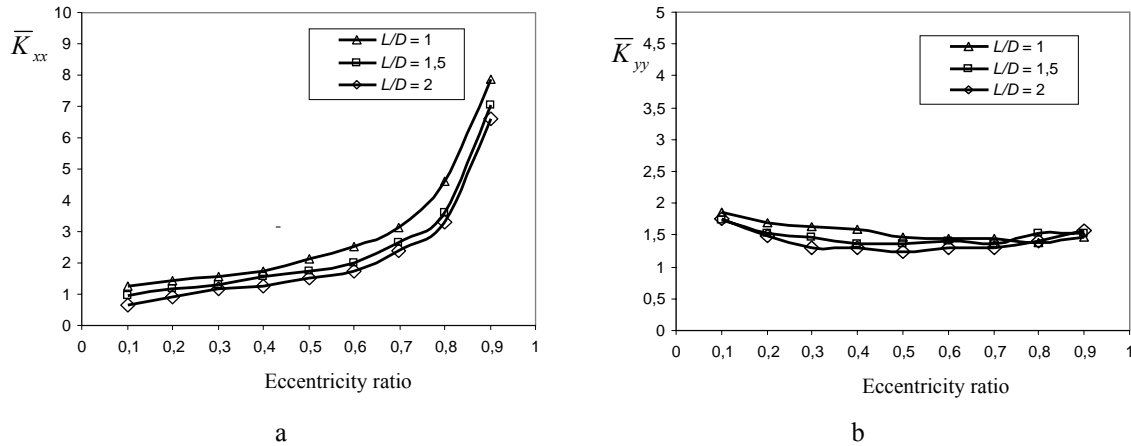 10
9
8
7
6
5
4
3
2
1
0
K̅xx
L/D = 1
L/D = 1,5
L/D = 2
0 0,1 0,2 0,3 0,4 0,5 0,6 0,7 0,8 0,9 1
Eccentricity ratio
a
5
4,5
4
3,5
3
2,5
2
1,5
1
0,5
0
K̅yy
L/D = 1
L/D = 1,5
L/D = 2
0 0,1 0,2 0,3 0,4 0,5 0,6 0,7 0,8 0,9 1
Eccentricity ratio
b